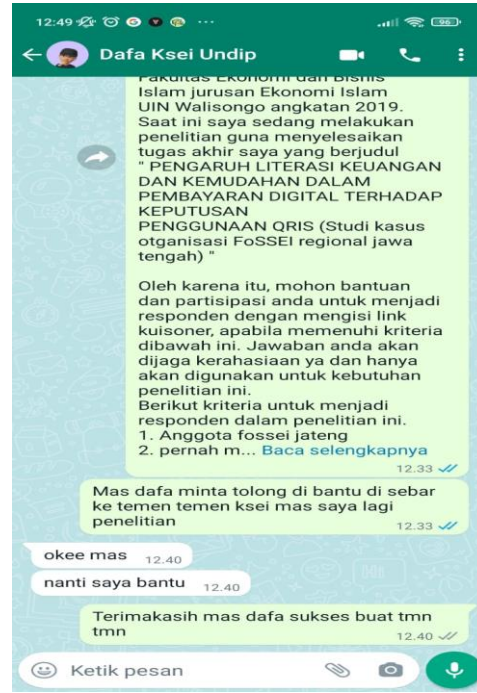 12:49
96
Dafa Ksei Undip
Fakultas Ekonomi dan Bisnis
Islam jurusan Ekonomi Islam
UIN Walisongo angkatan 2019.
Saat ini saya sedang melakukan
penelitian guna menyelesaikan
tugas akhir saya yang berjudul
" PENGARUH LITERASI KEUANGAN
DAN KEMUDAHAN DALAM
PEMBAYARAN DIGITAL TERHADAP
KEPUTUSAN
PENGGUNAAN QRIS (Studi kasus
otganisasi FoSSEI regional jawa
tengah) "
Oleh karena itu, mohon bantuan
dan partisipasi anda untuk menjadi
responden dengan mengisi link
kuisoner, apabila memenuhi kriteria
dibawah ini. Jawaban anda akan
dijaga kerahasiaan ya dan hanya
akan digunakan untuk kebutuhan
penelitian ini.
Berikut kriteria untuk menjadi
responden dalam penelitian ini.
1. Anggota fossei jateng
2. pernah m... Baca selengkapnya
12.33
Mas dafa minta tolong di bantu di sebar
ke temen temen ksei mas saya lagi
penelitian
12.33
okee mas 12.40
nanti saya bantu 12.40
Terimakasih mas dafa sukses buat tmn
tmn
12.40
Ketik pesan